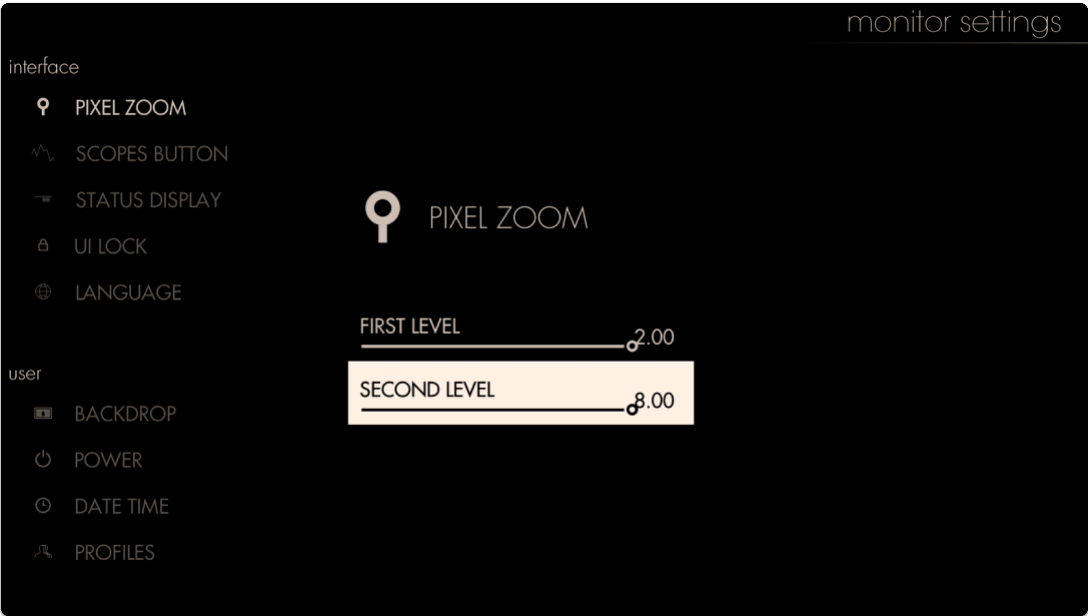 monitor settings
interface
PIXEL ZOOM
SCOPES BUTTON
STATUS DISPLAY
UI LOCK
LANGUAGE
user
BACKDROP
POWER
DATE TIME
PROFILES
PIXEL ZOOM
FIRST LEVEL 2.00
SECOND LEVEL 8.00